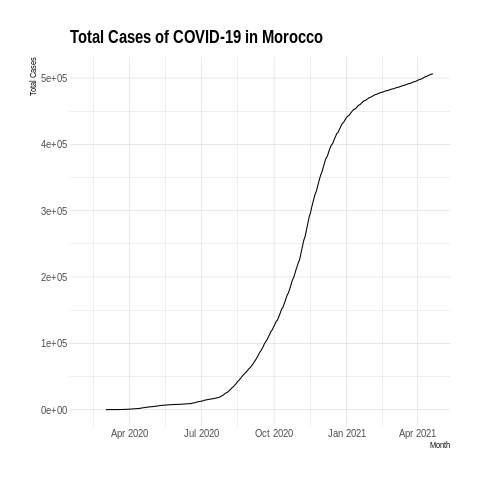 Total Cases of COVID-19 in Morocco
Total Cases
5e+05
4e+05
3e+05
2e+05
1e+05
0e+00
Apr 2020 Jul 2020 Oct 2020 Jan 2021 Apr 2021
Month